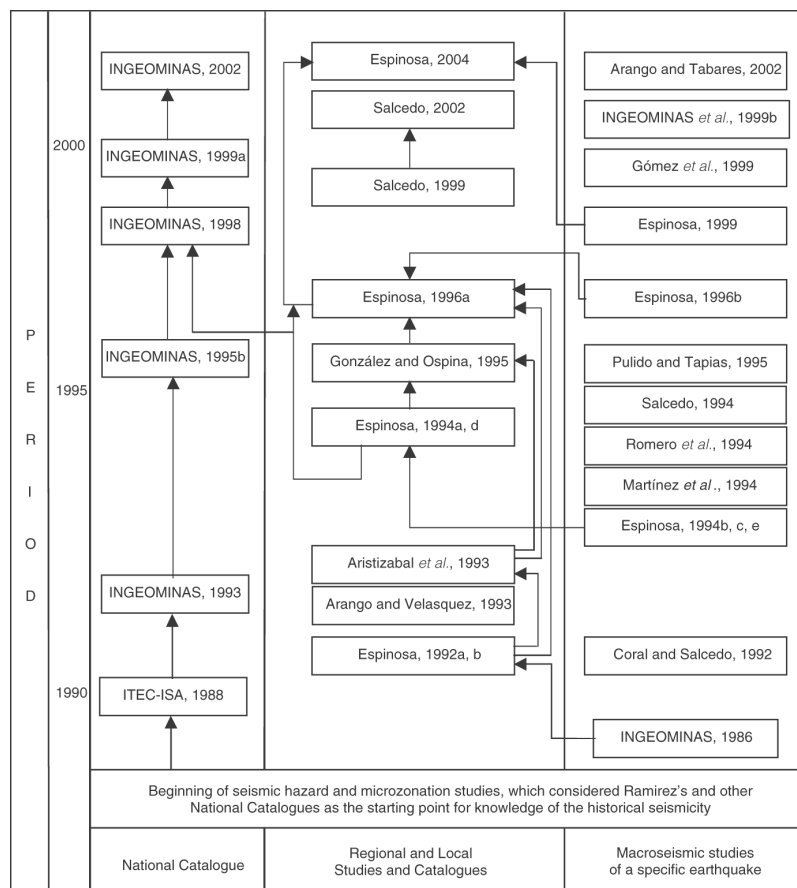 PERIOD
2000
1995
1990
INGEOMINAS, 2002
INGEOMINAS, 1999a
INGEOMINAS, 1998
INGEOMINAS, 1995b
INGEOMINAS, 1993
ITEC-ISA, 1988
Espinosa, 2004
Salcedo, 2002
Salcedo, 1999
Espinosa, 1996a
González and Ospina, 1995
Espinosa, 1994a, d
Aristizabal et al., 1993
Arango and Velasquez, 1993
Espinosa, 1992a, b
Arango and Tabares, 2002
INGEOMINAS et al., 1999b
Gómez et al., 1999
Espinosa, 1999
Espinosa, 1996b
Pulido and Tapias, 1995
Salcedo, 1994
Romero et al., 1994
Martínez et al., 1994
Espinosa, 1994b, c, e
Coral and Salcedo, 1992
INGEOMINAS, 1986
Beginning of seismic hazard and microzonation studies, which considered Ramirez's and other
National Catalogues as the starting point for knowledge of the historical seismicity
National Catalogue
Regional and Local
Studies and Catalogues
Macroseismic studies
of a specific earthquake